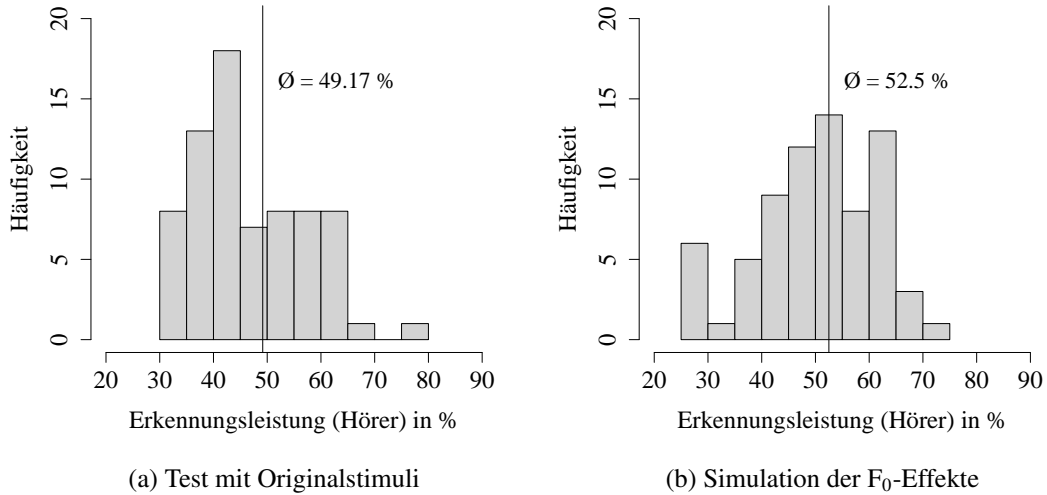 Häufigkeit
20
15
10
5
0
Ø = 49.17 %
20 30 40 50 60 70 80 90
Erkennungsleistung (Hörer) in %
(a) Test mit Originalstimuli
Häufigkeit
20
15
10
5
0
Ø = 52.5 %
20 30 40 50 60 70 80 90
Erkennungsleistung (Hörer) in %
(b) Simulation der F₀-Effekte